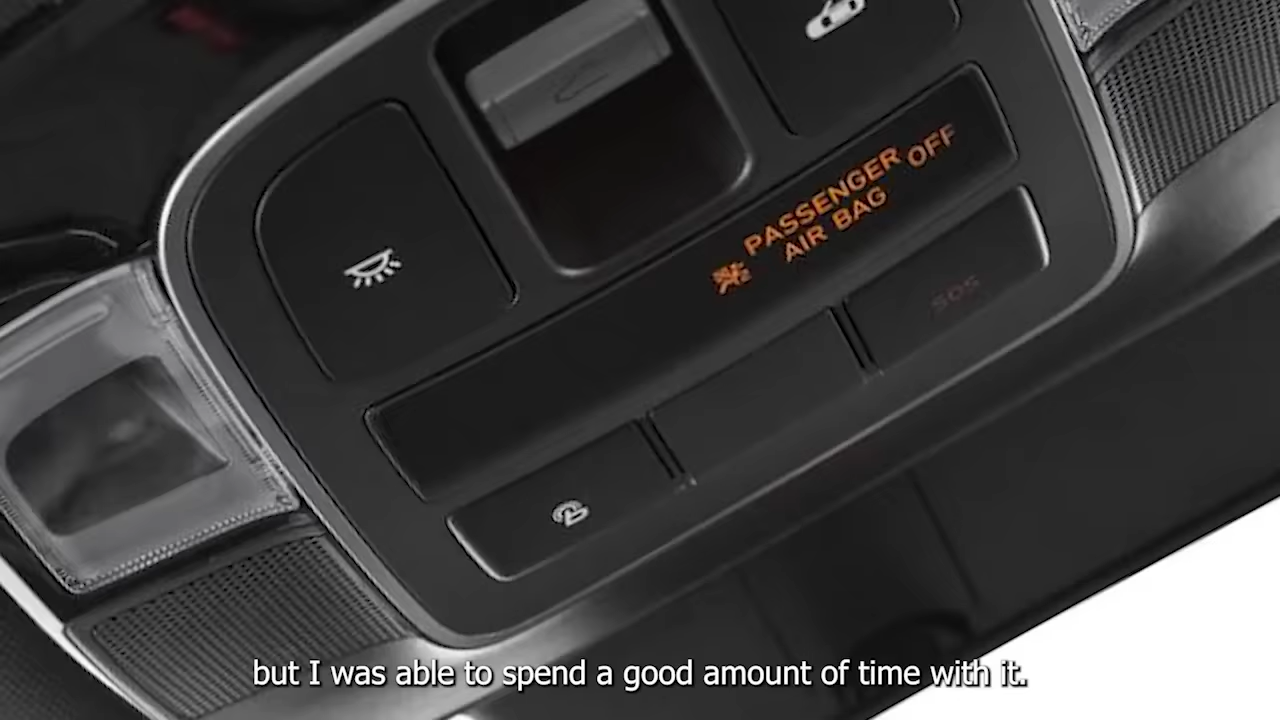 PASSENGER OFF
AIR BAG
SOS
but I was able to spend a good amount of time with it.